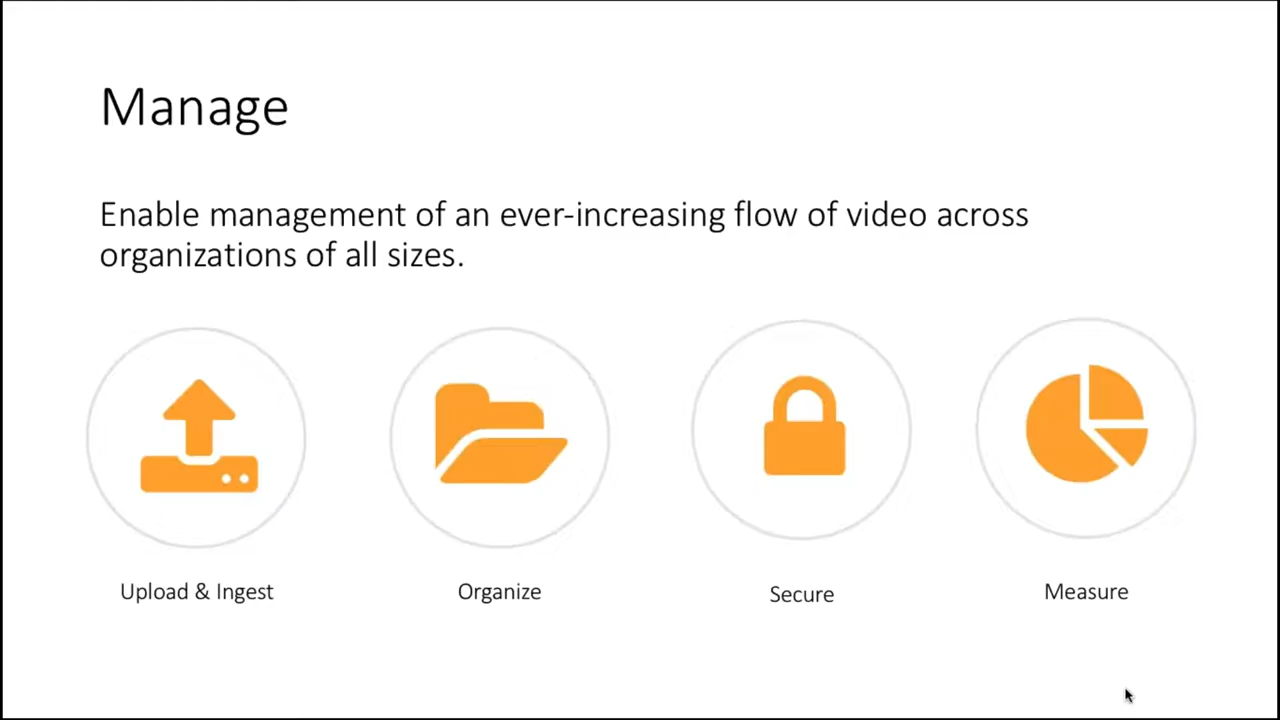 Manage
Enable management of an ever-increasing flow of video across
organizations of all sizes.
Upload & Ingest
Organize
Secure
Measure